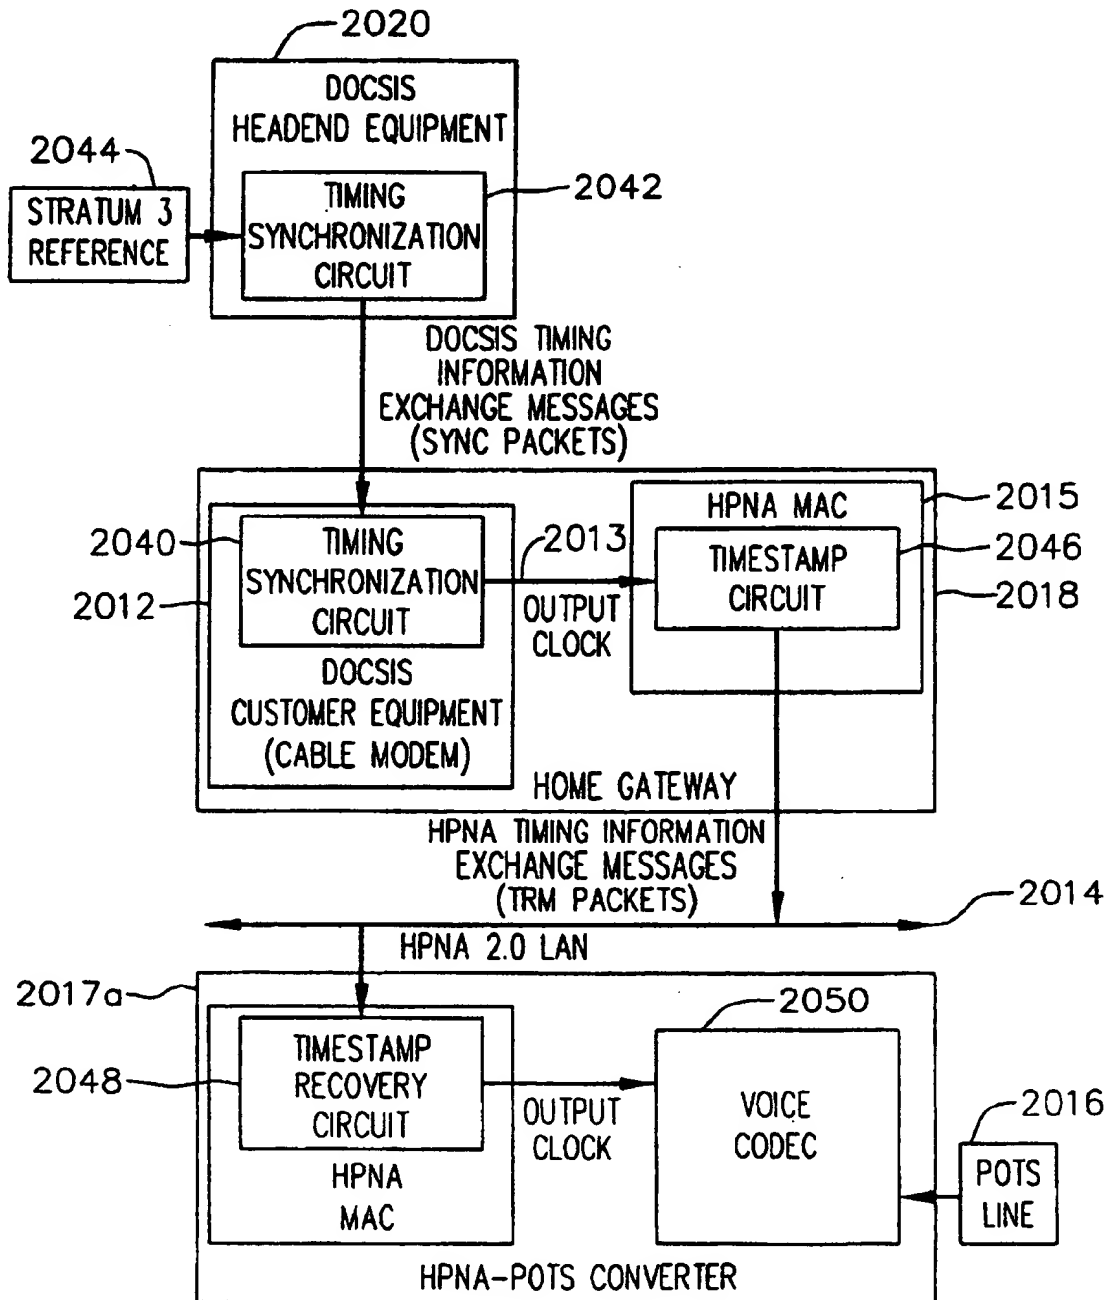 2020
DOCSIS
HEADEND EQUIPMENT
2044
STRATUM 3
REFERENCE
2042
TIMING
SYNCHRONIZATION
CIRCUIT
DOCSIS TIMING
INFORMATION
EXCHANGE MESSAGES
(SYNC PACKETS)
2040
2012
TIMING
SYNCHRONIZATION
CIRCUIT
DOCSIS
CUSTOMER EQUIPMENT
(CABLE MODEM)
2013
OUTPUT
CLOCK
HPNA MAC
2015
TIMESTAMP
CIRCUIT
2046
2018
HOME GATEWAY
HPNA TIMING INFORMATION
EXCHANGE MESSAGES
(TRM PACKETS)
2014
HPNA 2.0 LAN
2017a
2048
TIMESTAMP
RECOVERY
CIRCUIT
HPNA
MAC
OUTPUT
CLOCK
2050
VOICE
CODEC
2016
POTS
LINE
HPNA-POTS CONVERTER